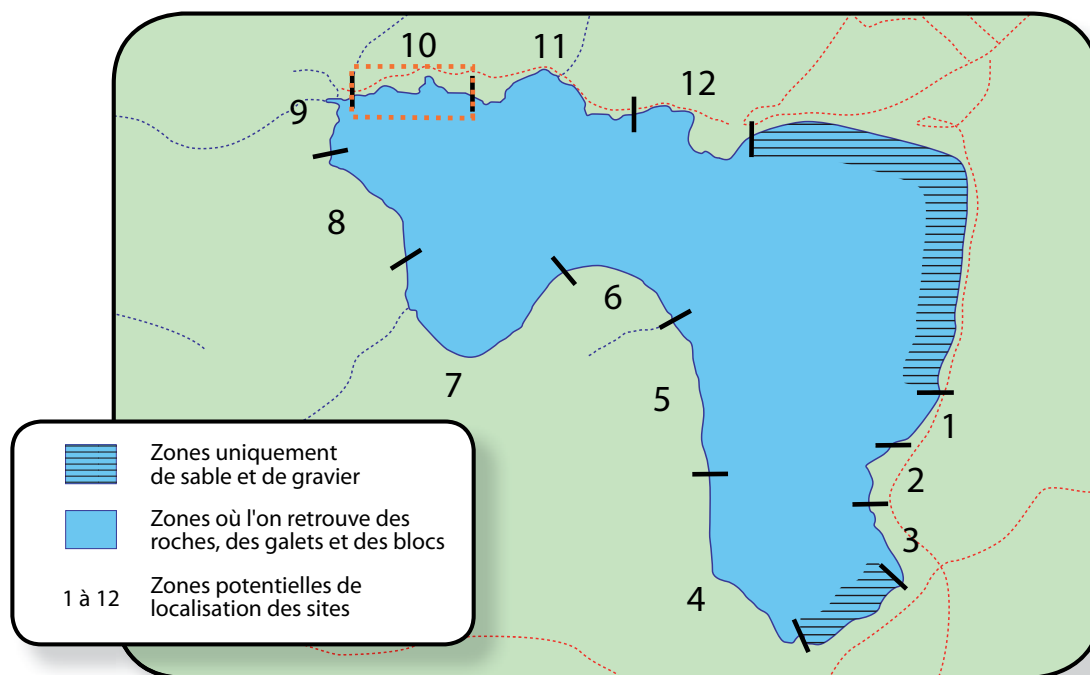 10
11
12
9
8
6
7
5
1
2
3
4
Zones uniquement
de sable et de gravier
Zones où l'on retrouve des
roches, des galets et des blocs
1 à 12
Zones potentielles de
localisation des sites